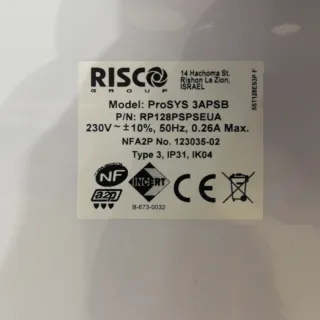 RISCO
GROUP
14 Hachoma St.
Rishon Le Zion,
ISRAEL
Model: ProSYS 3APSB
P/N: RP128PSPSEUA
230V~±10%, 50Hz, 0.26A Max.
NFA2P No. 123035-02
Type 3, IP31, IK04
NF
a2p
INCERT
B-673-0032
CE
5ST128ES3P F